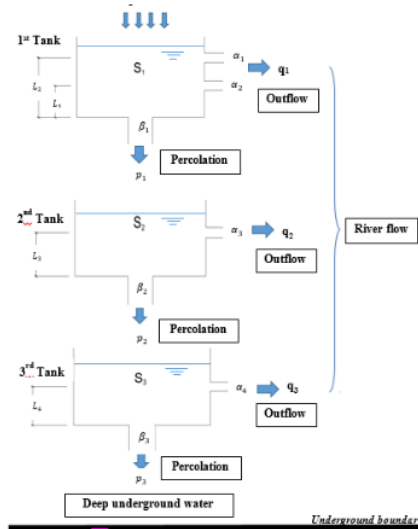 1st Tank
S1
α1
α2
q1
L2
L1
Outflow
β1
Percolation
p1
2nd Tank
S2
α3
q2
L3
Outflow
River flow
β2
Percolation
p2
3rd Tank
S3
α4
q3
L4
Outflow
β3
Percolation
p3
Deep underground water
Underground